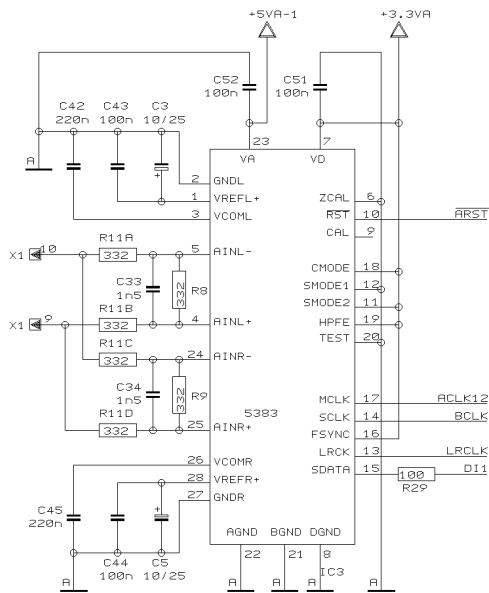 +5VA-1
+3.3VA
C52
100n
C51
100n
C42
220n
C43
100n
C3
10/25
23
7
VA
VD
A
2 GNDL
1 VREFL+
3 VCOML
ZCAL 6
RST 10 ARST
CAL 9
X1 10
R11A
332
5 AINL-
C33
1n5
332
R8
X1 9
R11B
332
4 AINL+
R11C
332
24 AINR-
C34
1n5
332
R9
R11D
332
25 AINR+
5383
CMODE 18
SMODE1 12
SMODE2 11
HPFE 19
TEST 20
MCLK 17 ACLK12
SCLK 14 BCLK
FSYNC 16
LRCK 13 LRCLK
SDATA 15 100 DI1
R29
26 VCOMR
28 VREFR+
27 GNDR
C45
220n
C44
100n
C5
10/25
AGND
BGND
DGND
22
21
8
IC3
A
A
A
A
A